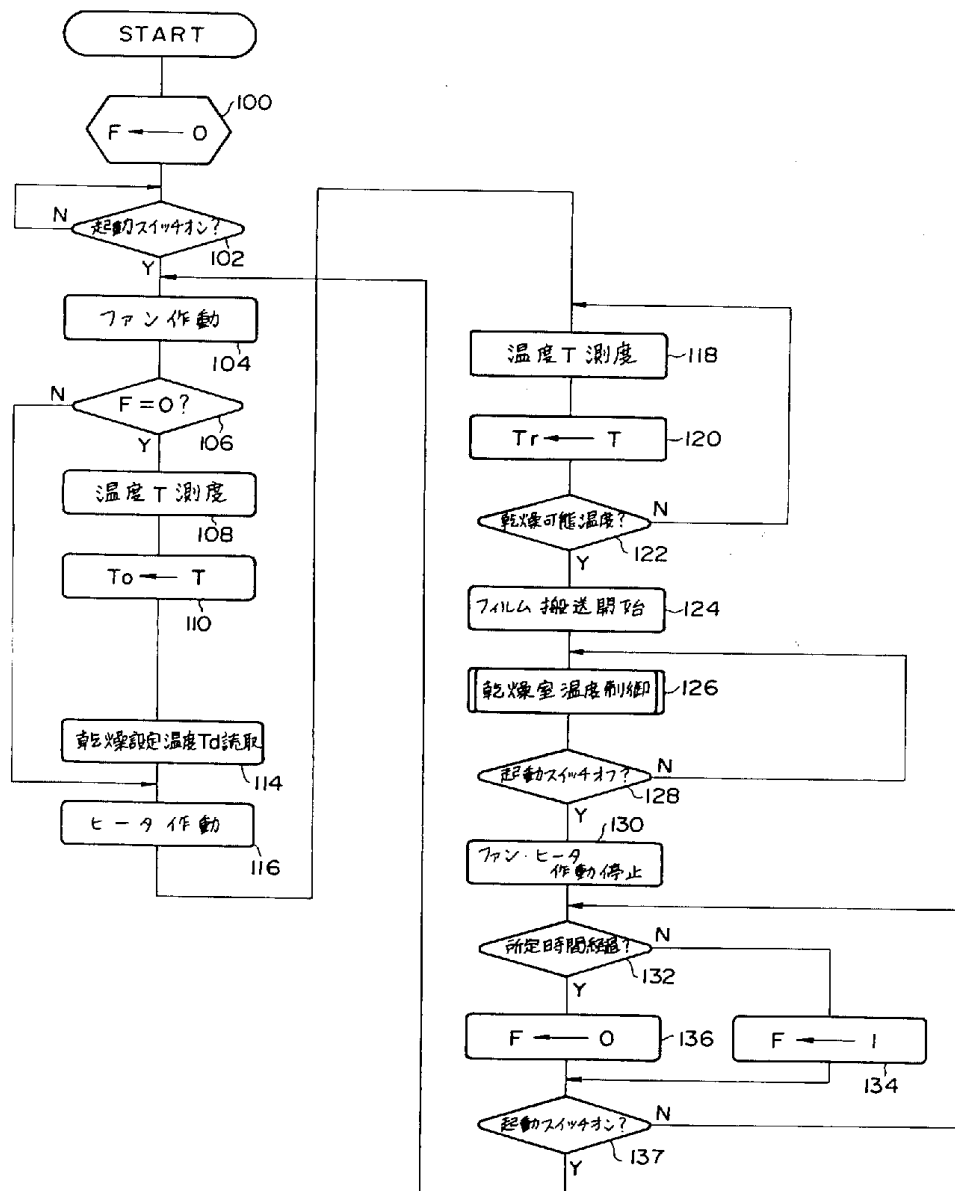 START
100
F ← 0
N
起動スイッチオン?
102
Y
ファン作動
104
N
F=0?
106
Y
温度T測度
108
To ← T
110
乾燥設定温度Td読取
114
ヒータ作動
116
温度T測度
118
Tr ← T
120
乾燥可能温度?
N
122
Y
フィルム搬送開始
124
乾燥室温度制御
126
起動スイッチオフ?
N
128
Y
130
ファン・ヒータ
作動停止
所定時間経過?
N
132
Y
F ← 0
136
F ← 1
134
起動スイッチオン?
N
137
Y